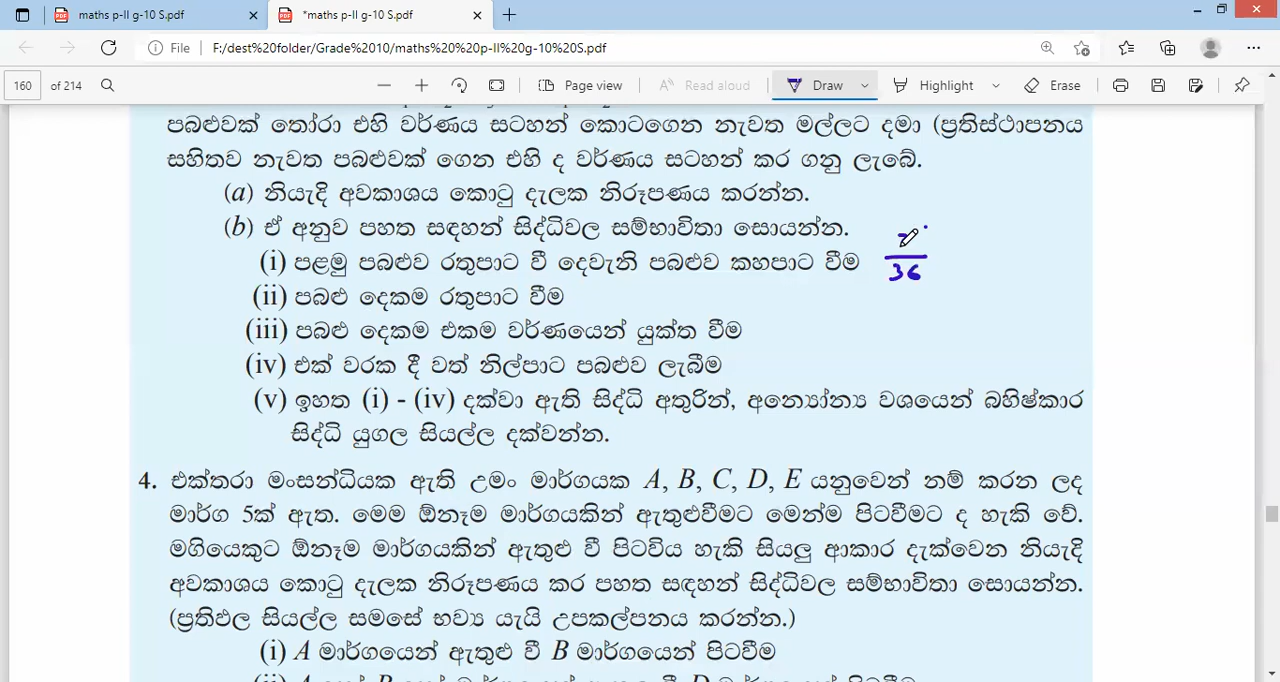 maths p-II g-10 S.pdf
*maths p-II g-10 S.pdf
File F:/dest%20folder/Grade%2010/maths%20%20p-II%20g-10%20S.pdf
160 of 214 Page view Read aloud Draw Highlight Erase
පබළුවක් තෝරා එහි වර්ණය සටහන් කොටගෙන නැවත මල්ලට දමා (ප්‍රතිස්ථාපනය
සහිතව නැවත පබළුවක් ගෙන එහි ද වර්ණය සටහන් කර ගනු ලැබේ.
(a) නියැදි අවකාශය කොටු දැලක නිරූපණය කරන්න.
(b) ඒ අනුව පහත සඳහන් සිද්ධිවල සම්භාවිතා සොයන්න.
(i) පළමු පබළුව රතුපාට වී දෙවැනි පබළුව කහපාට වීම
36
(ii) පබළු දෙකම රතුපාට වීම
(iii) පබළු දෙකම එකම වර්ණයෙන් යුක්ත වීම
(iv) එක් වරක දී වත් නිල්පාට පබළුව ලැබීම
(v) ඉහත (i) - (iv) දක්වා ඇති සිද්ධි අතුරින්, අන්‍යෝන්‍ය වශයෙන් බහිෂ්කාර
සිද්ධි යුගල සියල්ල දක්වන්න.
4. එක්තරා මංසන්ධියක ඇති උමං මාර්ගයක A, B, C, D, E යනුවෙන් නම් කරන ලද
මාර්ග 5ක් ඇත. මෙම ඕනෑම මාර්ගයකින් ඇතුළුවීමට මෙන්ම පිටවීමට ද හැකි වේ.
මගියෙකුට ඕනෑම මාර්ගයකින් ඇතුළු වී පිටවිය හැකි සියලු ආකාර දැක්වෙන නියැදි
අවකාශය කොටු දැලක නිරූපණය කර පහත සඳහන් සිද්ධිවල සම්භාවිතා සොයන්න.
(ප්‍රතිඵල සියල්ල සමසේ භව්‍ය යැයි උපකල්පනය කරන්න.)
(i) A මාර්ගයෙන් ඇතුළු වී B මාර්ගයෙන් පිටවීම